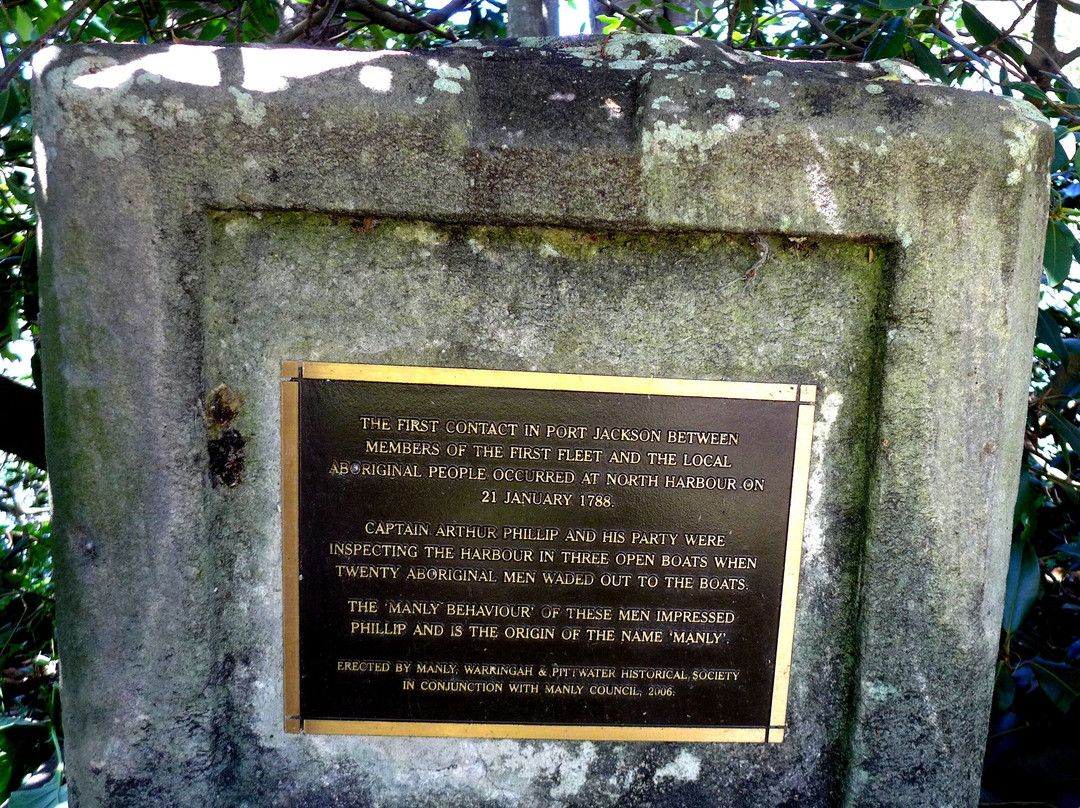 THE FIRST CONTACT IN PORT JACKSON BETWEEN
MEMBERS OF THE FIRST FLEET AND THE LOCAL
ABORIGINAL PEOPLE OCCURRED AT NORTH HARBOUR ON
21 JANUARY 1788.
CAPTAIN ARTHUR PHILLIP AND HIS PARTY WERE
INSPECTING THE HARBOUR IN THREE OPEN BOATS WHEN
TWENTY ABORIGINAL MEN WADED OUT TO THE BOATS.
THE 'MANLY BEHAVIOUR' OF THESE MEN IMPRESSED
PHILLIP AND IS THE ORIGIN OF THE NAME 'MANLY'.
ERECTED BY MANLY, WARRINGAH & PITTWATER HISTORICAL SOCIETY
IN CONJUNCTION WITH MANLY COUNCIL, 2006.